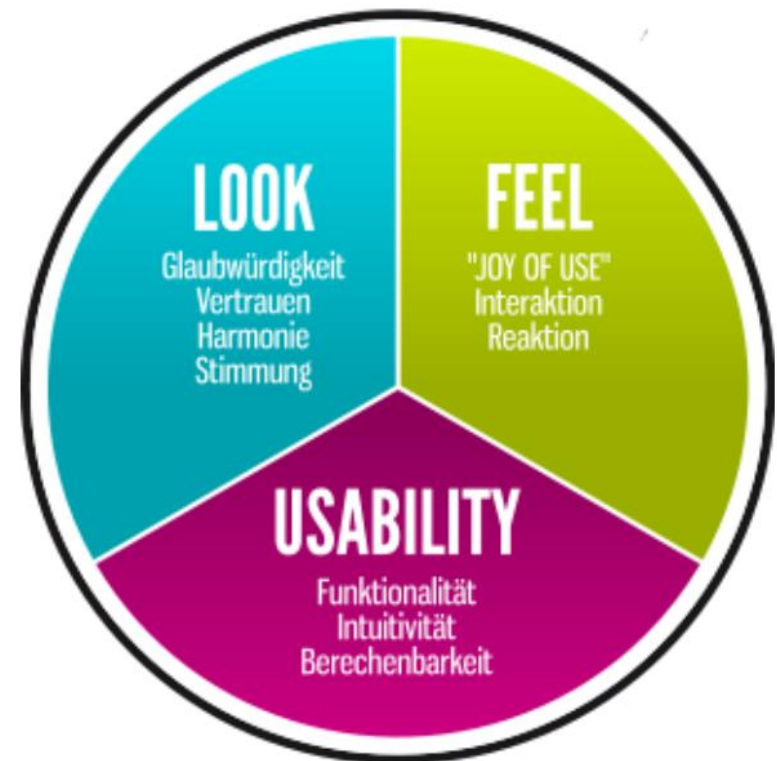 LOOK
Glaubwürdigkeit
Vertrauen
Harmonie
Stimmung
FEEL
"JOY OF USE"
Interaktion
Reaktion
USABILITY
Funktionalität
Intuitivität
Berechenbarkeit